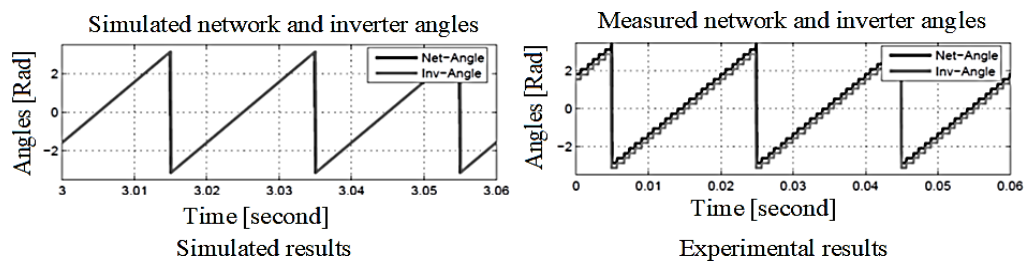 Simulated network and inverter angles
Angles [Rad]
2
0
−2
Net−Angle
Inv−Angle
3 3.01 3.02 3.03 3.04 3.05 3.06
Time [second]
Simulated results
Measured network and inverter angles
Angles [Rad]
2
0
−2
Net−Angle
Inv−Angle
0 0.01 0.02 0.03 0.04 0.05 0.06
Time [second]
Experimental results